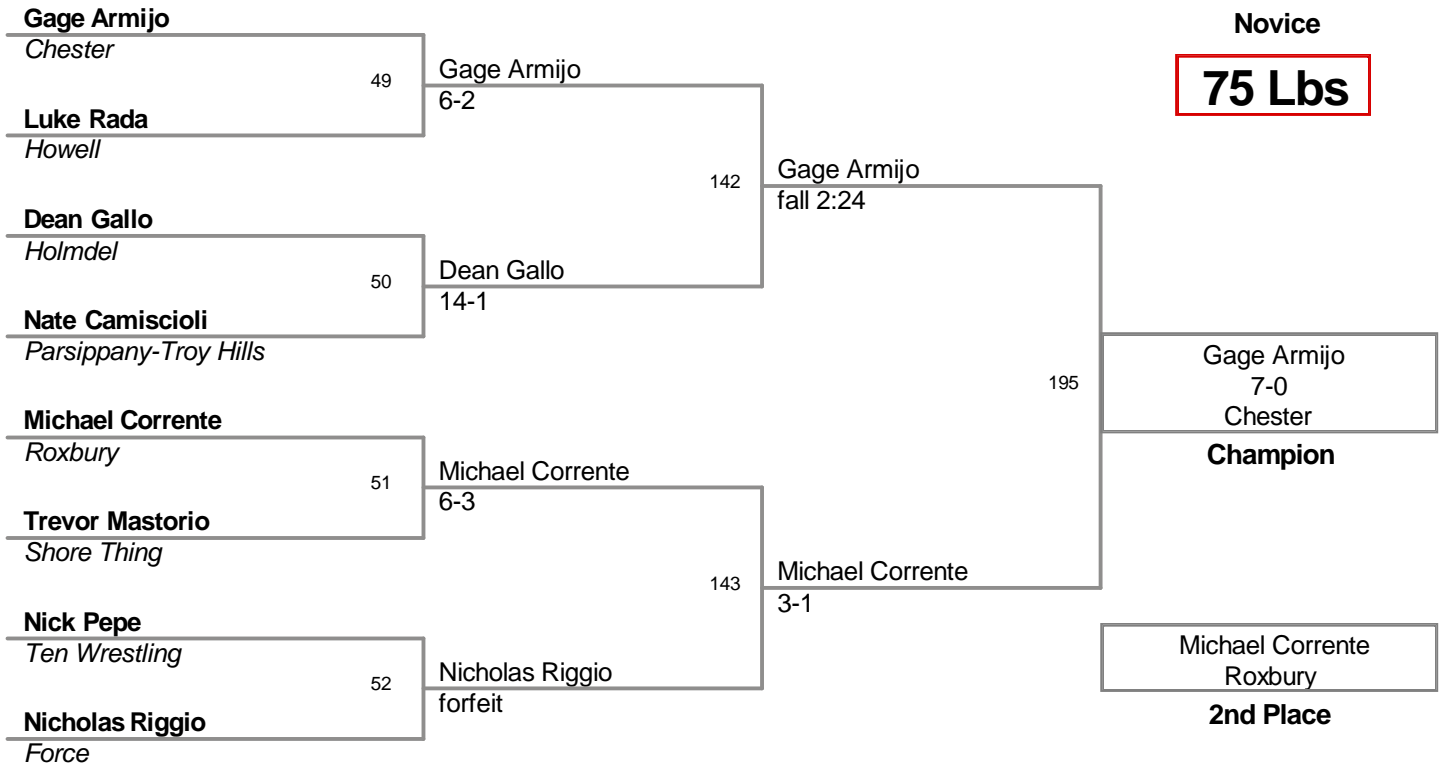 Gage Armijo
Chester
49
Luke Rada
Howell
Gage Armijo
6-2
Dean Gallo
Holmdel
50
Nate Camiscioli
Parsippany-Troy Hills
Dean Gallo
14-1
142
Gage Armijo
fall 2:24
Michael Corrente
Roxbury
51
Trevor Mastorio
Shore Thing
Michael Corrente
6-3
Nick Pepe
Ten Wrestling
52
Nicholas Riggio
Force
Nicholas Riggio
forfeit
143
Michael Corrente
3-1
195
Novice
75 Lbs
Gage Armijo
7-0
Chester
Champion
Michael Corrente
Roxbury
2nd Place